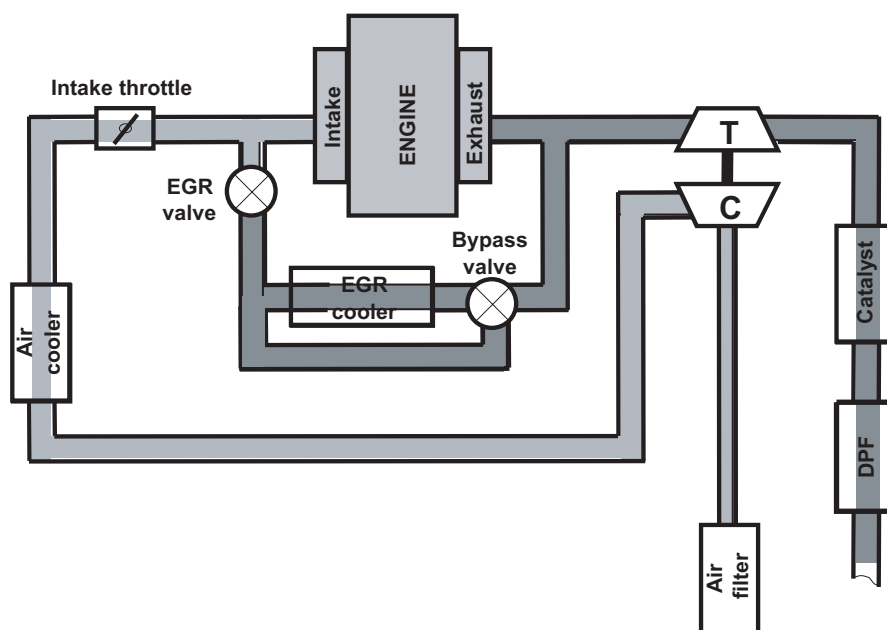 Intake throttle
Intake
ENGINE
Exhaust
T
EGR
valve
C
Bypass
valve
EGR
cooler
Catalyst
Air
cooler
DPF
Air
filter